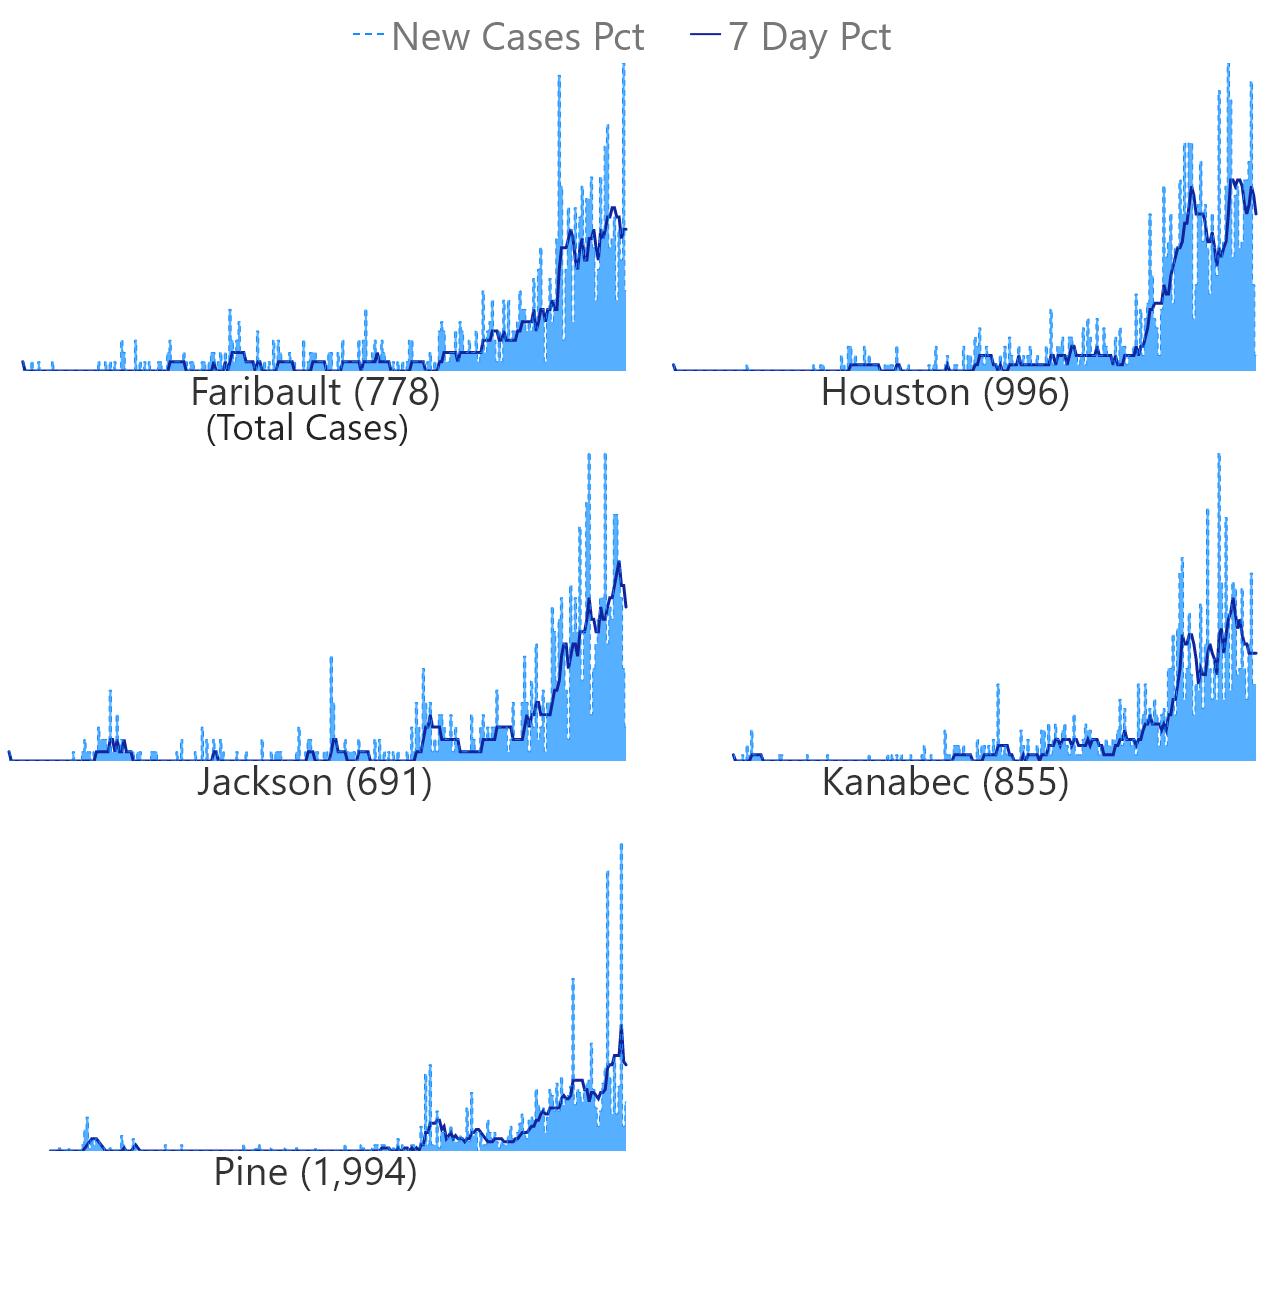 New Cases Pct 7 Day Pct
Faribault (778)
(Total Cases)
Houston (996)
Jackson (691)
Kanabec (855)
Pine (1,994)